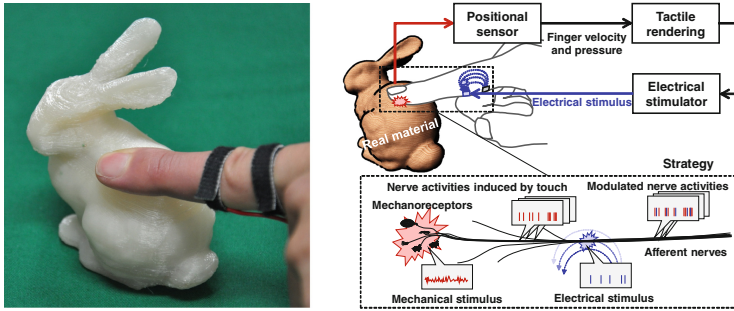 Positional
sensor
Finger velocity
and pressure
Tactile
rendering
Electrical stimulus
Electrical
stimulator
Real material
Strategy
Nerve activities induced by touch
Modulated nerve activities
Mechanoreceptors
Afferent nerves
Mechanical stimulus
Electrical stimulus